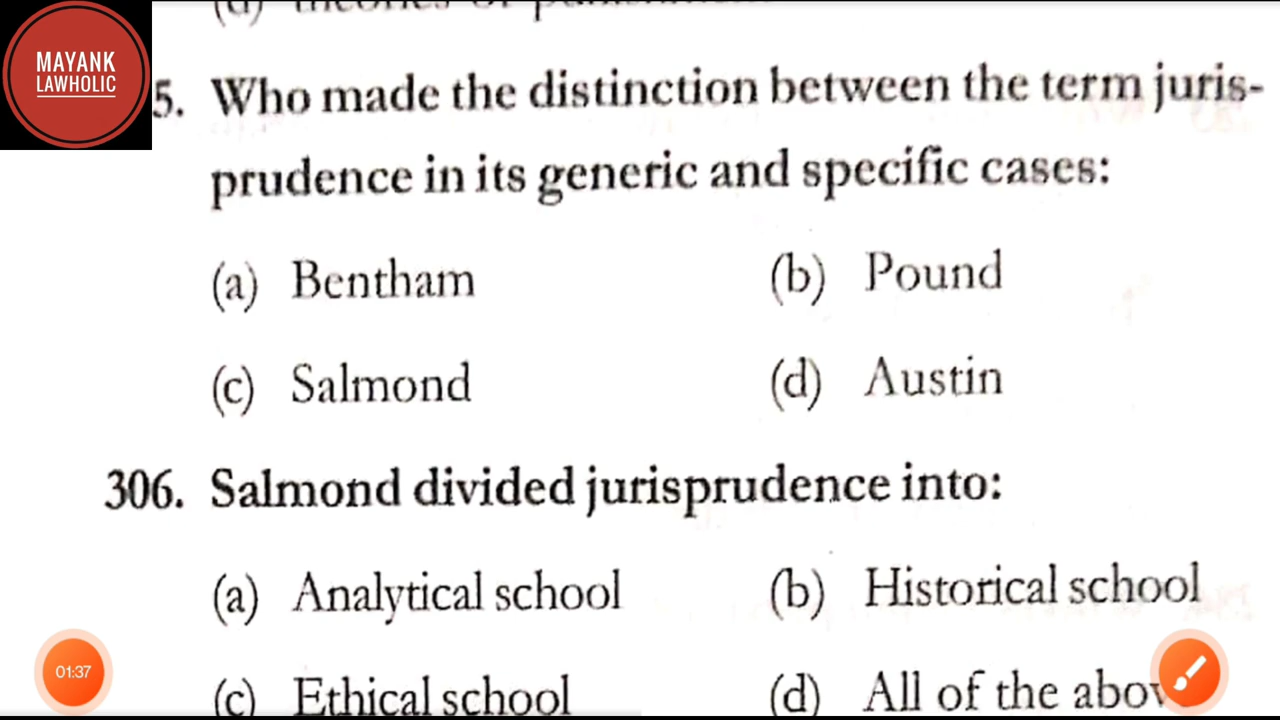 MAYANK
LAWHOLIC
5. Who made the distinction between the term juris-
prudence in its generic and specific cases:
(a) Bentham (b) Pound
(c) Salmond (d) Austin
306. Salmond divided jurisprudence into:
(a) Analytical school (b) Historical school
(c) Ethical school (d) All of the
01:37